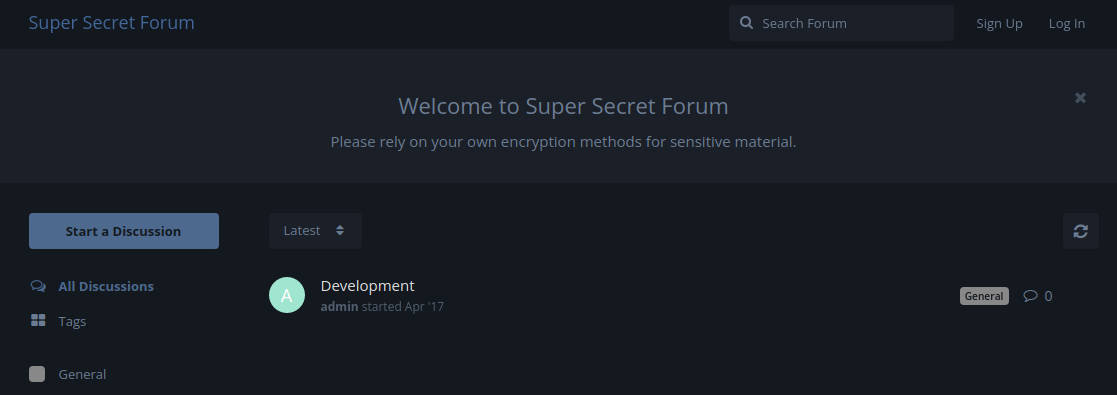 Super Secret Forum
Search Forum
Sign Up
Log In
Welcome to Super Secret Forum
Please rely on your own encryption methods for sensitive material.
Start a Discussion
Latest
All Discussions
A
Development
admin started Apr '17
General
0
Tags
General